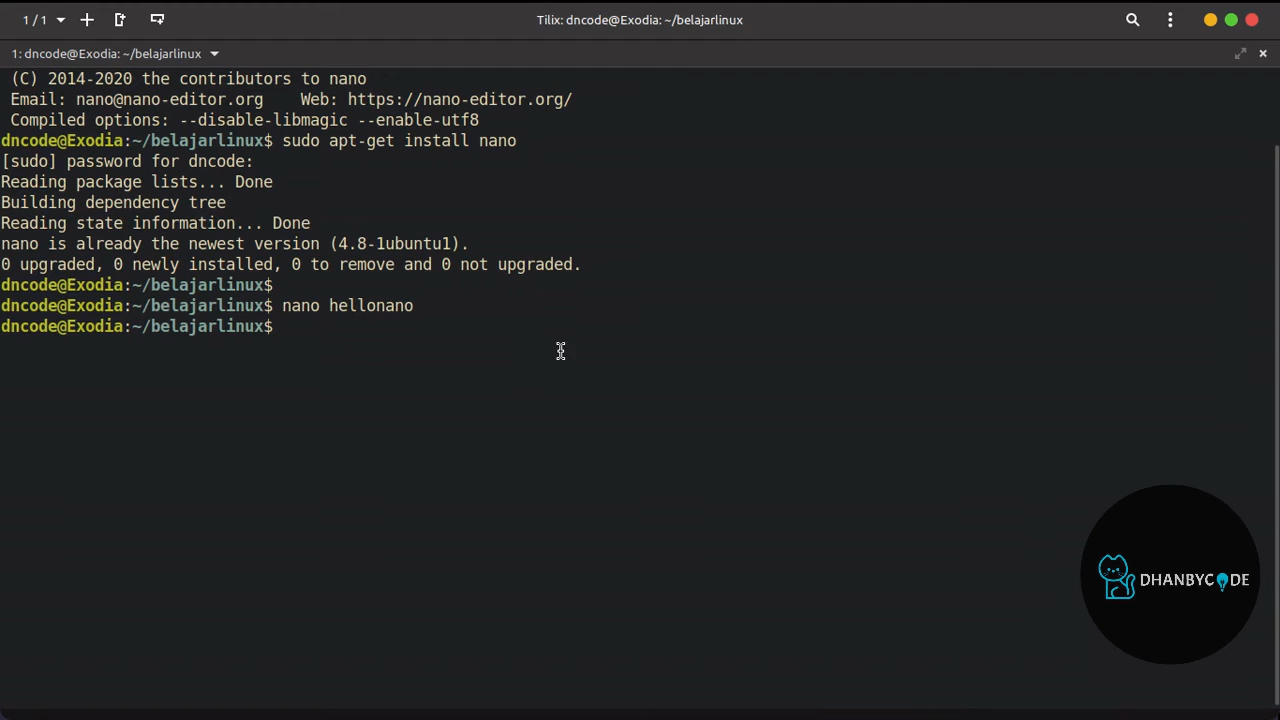 1 / 1
Tilix: dncode@Exodia: ~/belajarlinux
1: dncode@Exodia: ~/belajarlinux
(C) 2014-2020 the contributors to nano
Email: nano@nano-editor.org    Web: https://nano-editor.org/
Compiled options: --disable-libmagic --enable-utf8
dncode@Exodia:~/belajarlinux$ sudo apt-get install nano
[sudo] password for dncode:
Reading package lists... Done
Building dependency tree
Reading state information... Done
nano is already the newest version (4.8-1ubuntu1).
0 upgraded, 0 newly installed, 0 to remove and 0 not upgraded.
dncode@Exodia:~/belajarlinux$
dncode@Exodia:~/belajarlinux$ nano hellonano
dncode@Exodia:~/belajarlinux$
DHANBYCODE